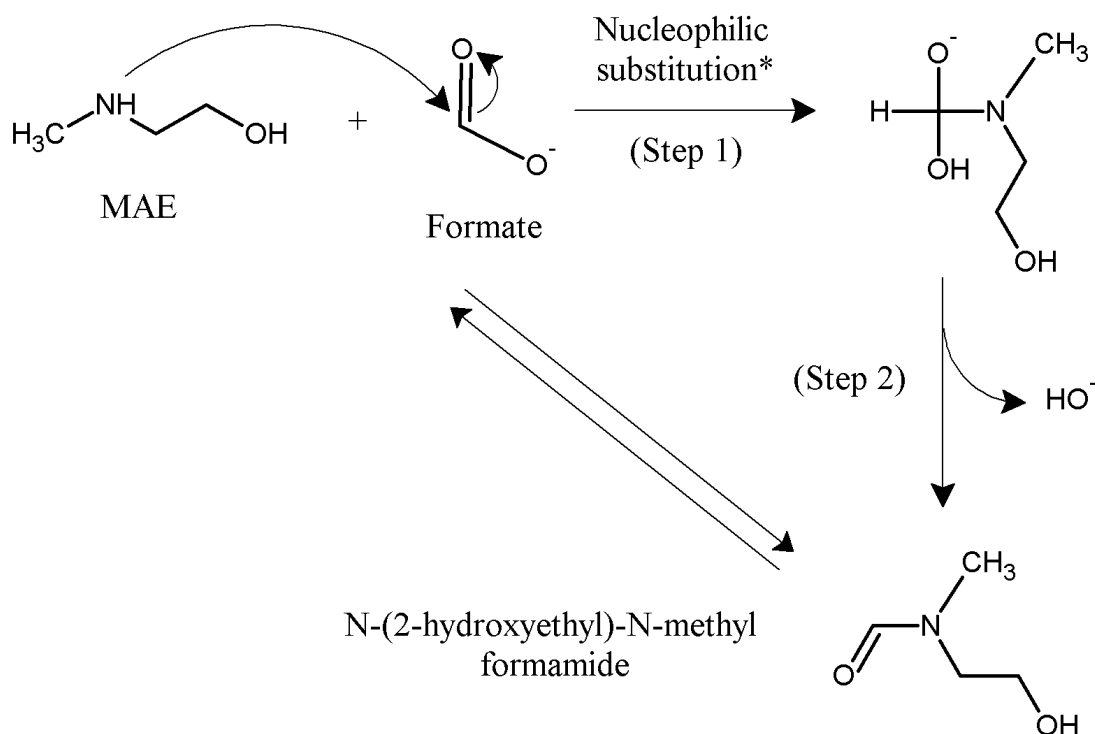 Nucleophilic
substitution*
(Step 1)
H₃C
NH
OH
MAE
+
O
O⁻
Formate
O⁻
CH₃
H
N
OH
OH
(Step 2)
HO⁻
N-(2-hydroxyethyl)-N-methyl
formamide
CH₃
N
O
OH